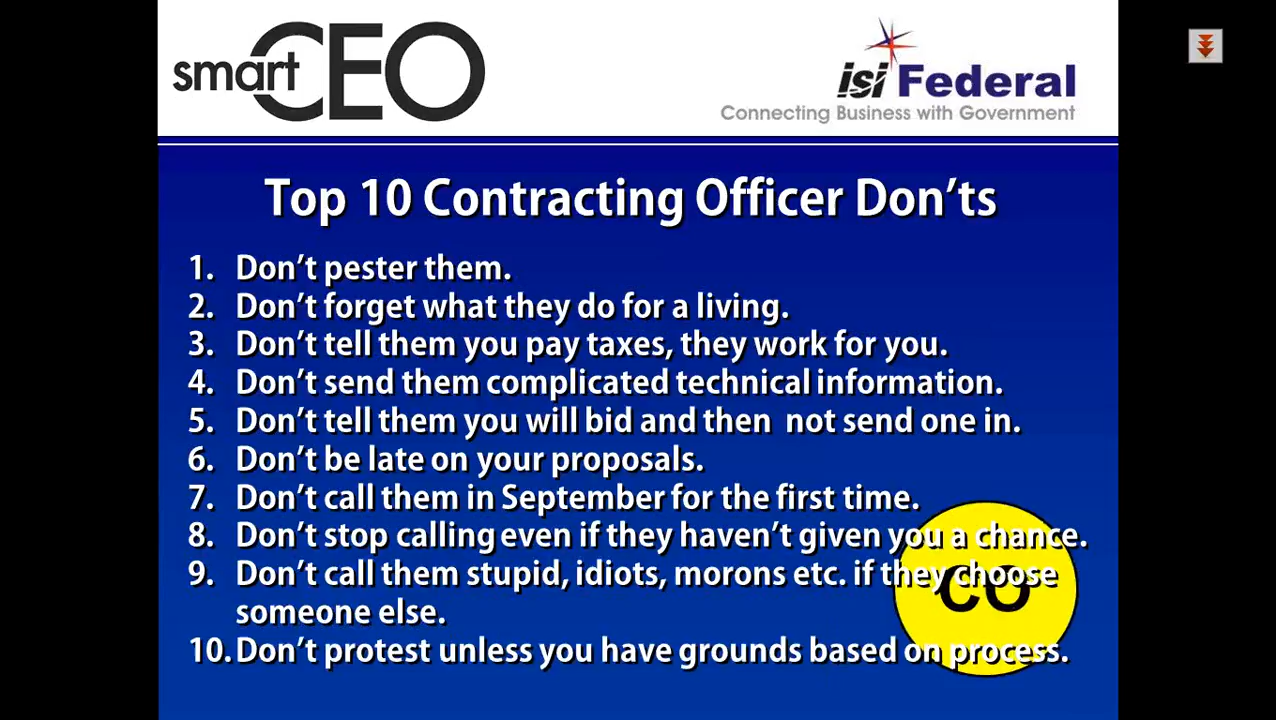 smart CEO
isi Federal
Connecting Business with Government
Top 10 Contracting Officer Don'ts
1. Don't pester them.
2. Don't forget what they do for a living.
3. Don't tell them you pay taxes, they work for you.
4. Don't send them complicated technical information.
5. Don't tell them you will bid and then  not send one in.
6. Don't be late on your proposals.
7. Don't call them in September for the first time.
8. Don't stop calling even if they haven't given you a chance.
9. Don't call them stupid, idiots, morons etc. if they choose
someone else.
10. Don't protest unless you have grounds based on process.
CO